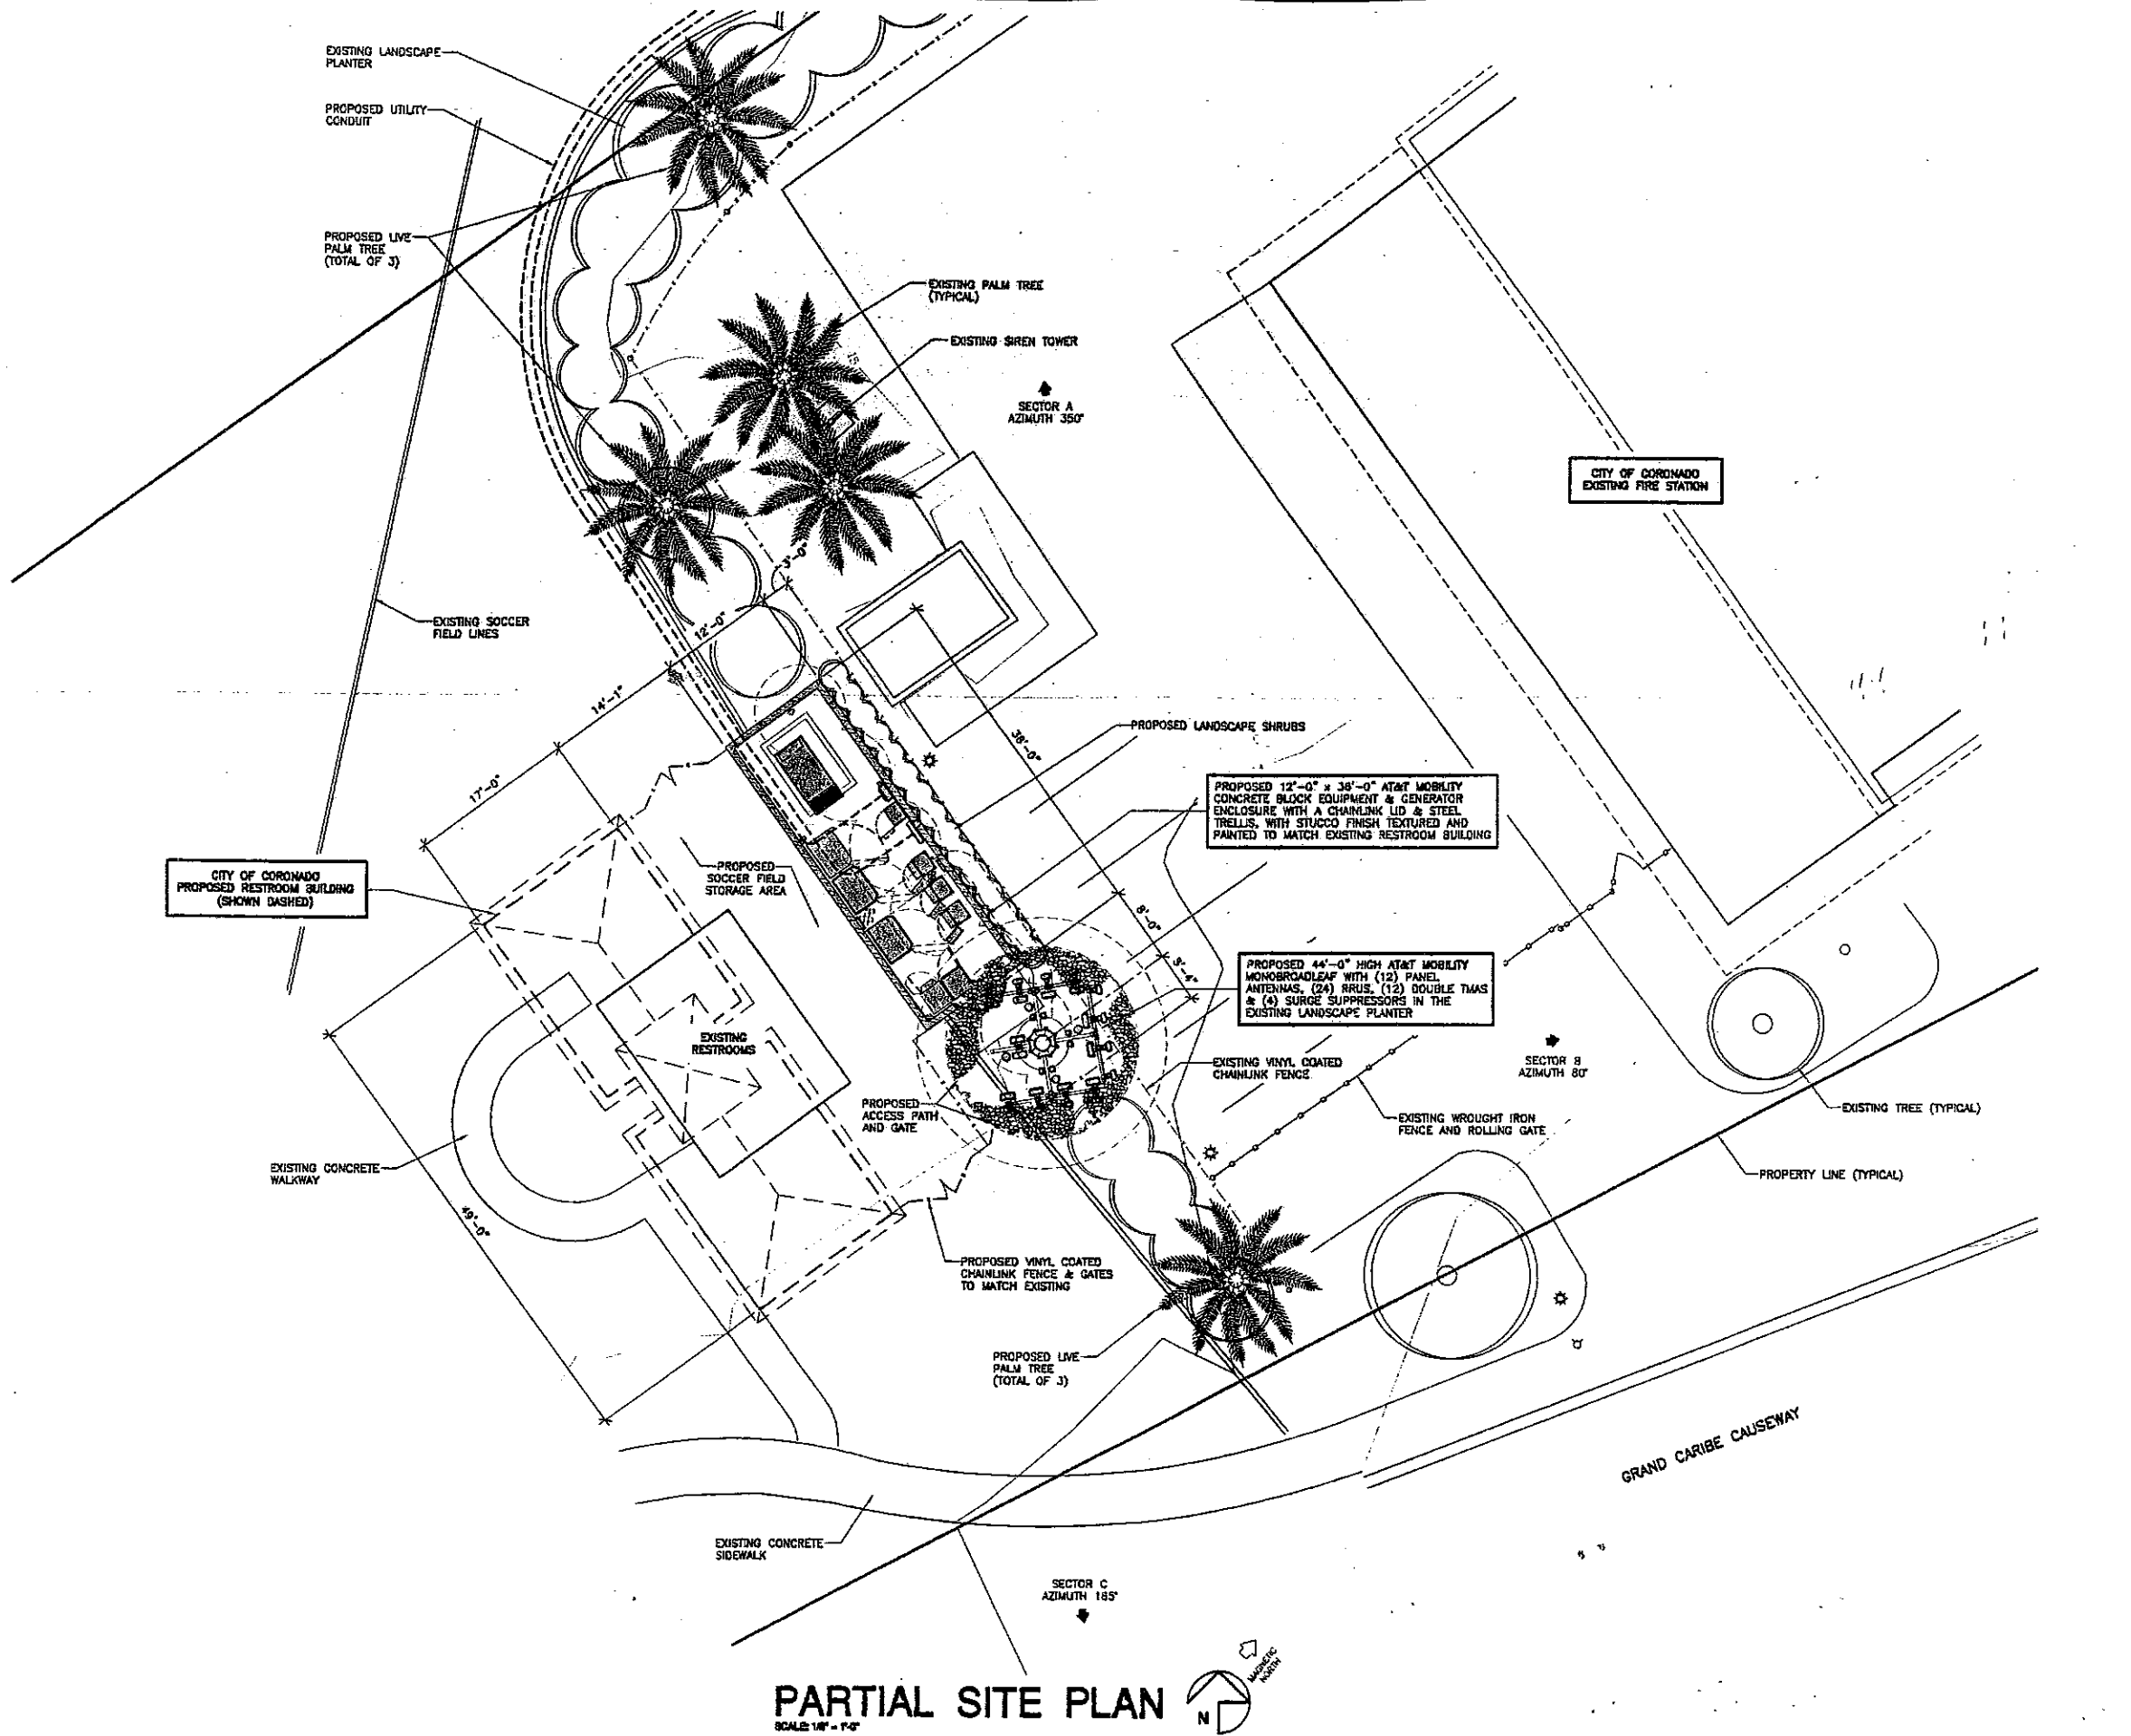 EXISTING LANDSCAPE
PLANTER
PROPOSED UTILITY
CONDUIT
PROPOSED LIVE
PALM TREE
(TOTAL OF 3)
EXISTING PALM TREE
(TYPICAL)
EXISTING SIREN TOWER
SECTOR A
AZIMUTH 350°
CITY OF CORONADO
EXISTING FIRE STATION
EXISTING SOCCER
FIELD LINES
3'-0"
12'-0"
14'-1"
17'-0"
38'-0"
PROPOSED LANDSCAPE SHRUBS
PROPOSED 12'-0" x 38'-0" AT&T MOBILITY
CONCRETE BLOCK EQUIPMENT & GENERATOR
ENCLOSURE WITH A CHAINLINK LID & STEEL
TRELLIS, WITH STUCCO FINISH TEXTURED AND
PAINTED TO MATCH EXISTING RESTROOM BUILDING
CITY OF CORONADO
PROPOSED RESTROOM BUILDING
(SHOWN DASHED)
PROPOSED
SOCCER FIELD
STORAGE AREA
8'-0"
3'-4"
PROPOSED 44'-0" HIGH AT&T MOBILITY
MONOBROADLEAF WITH (12) PANEL
ANTENNAS, (24) RRUS, (12) DOUBLE TMAS
& (4) SURGE SUPPRESSORS IN THE
EXISTING LANDSCAPE PLANTER
EXISTING
RESTROOMS
EXISTING VINYL COATED
CHAINLINK FENCE
SECTOR B
AZIMUTH 80°
PROPOSED
ACCESS PATH
AND GATE
EXISTING WROUGHT IRON
FENCE AND ROLLING GATE
EXISTING TREE (TYPICAL)
EXISTING CONCRETE
WALKWAY
PROPERTY LINE (TYPICAL)
49'-0"
PROPOSED VINYL COATED
CHAINLINK FENCE & GATES
TO MATCH EXISTING
PROPOSED LIVE
PALM TREE
(TOTAL OF 3)
GRAND CARIBE CAUSEWAY
EXISTING CONCRETE
SIDEWALK
SECTOR C
AZIMUTH 185°
MAGNETIC
NORTH
N
PARTIAL SITE PLAN
SCALE: 1/8" = 1'-0"